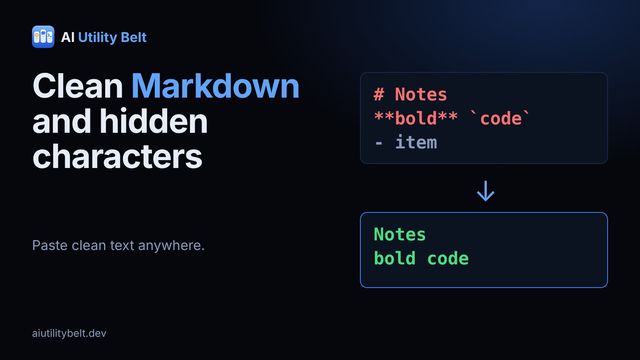 AI Utility Belt
Clean Markdown
and hidden
characters
Paste clean text anywhere.
aiutilitybelt.dev
# Notes
**bold** `code`
- item
↓
Notes
bold code